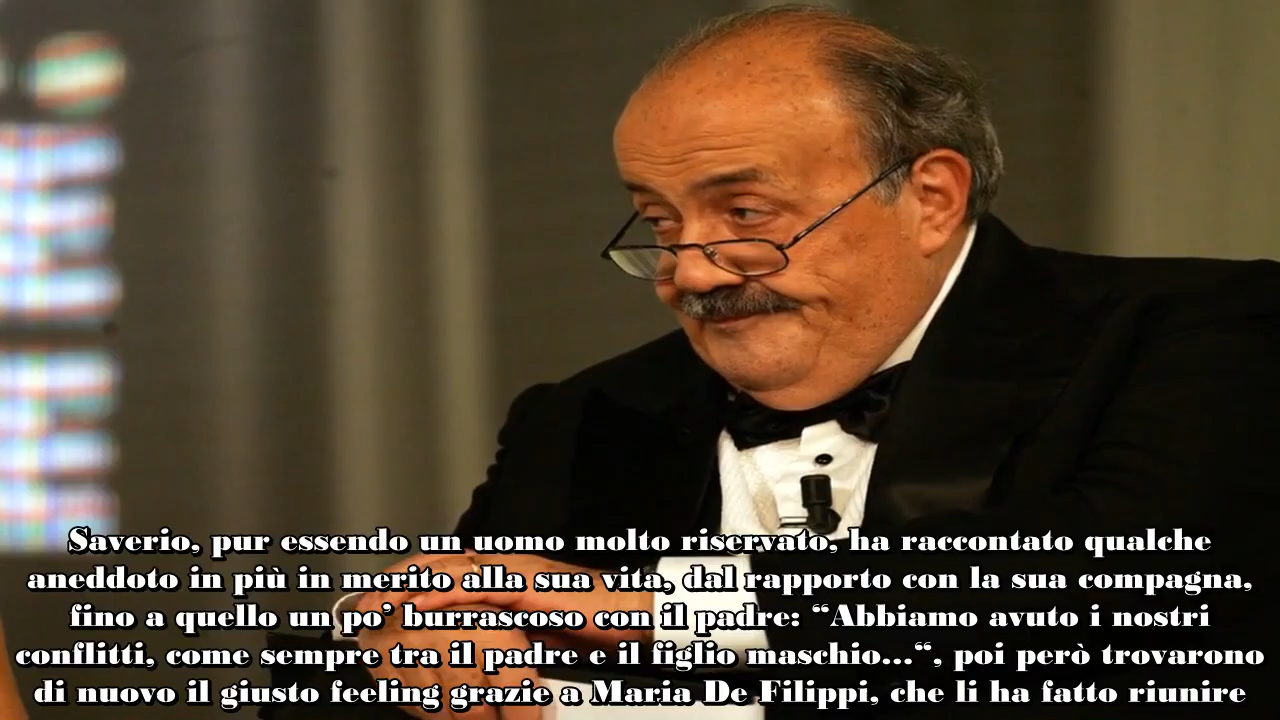 Saverio, pur essendo un uomo molto riservato, ha raccontato qualche
aneddoto in più in merito alla sua vita, dal rapporto con la sua compagna,
fino a quello un po’ burrascoso con il padre: “Abbiamo avuto i nostri
conflitti, come sempre tra il padre e il figlio maschio…“, poi però trovarono
di nuovo il giusto feeling grazie a Maria De Filippi, che li ha fatto riunire